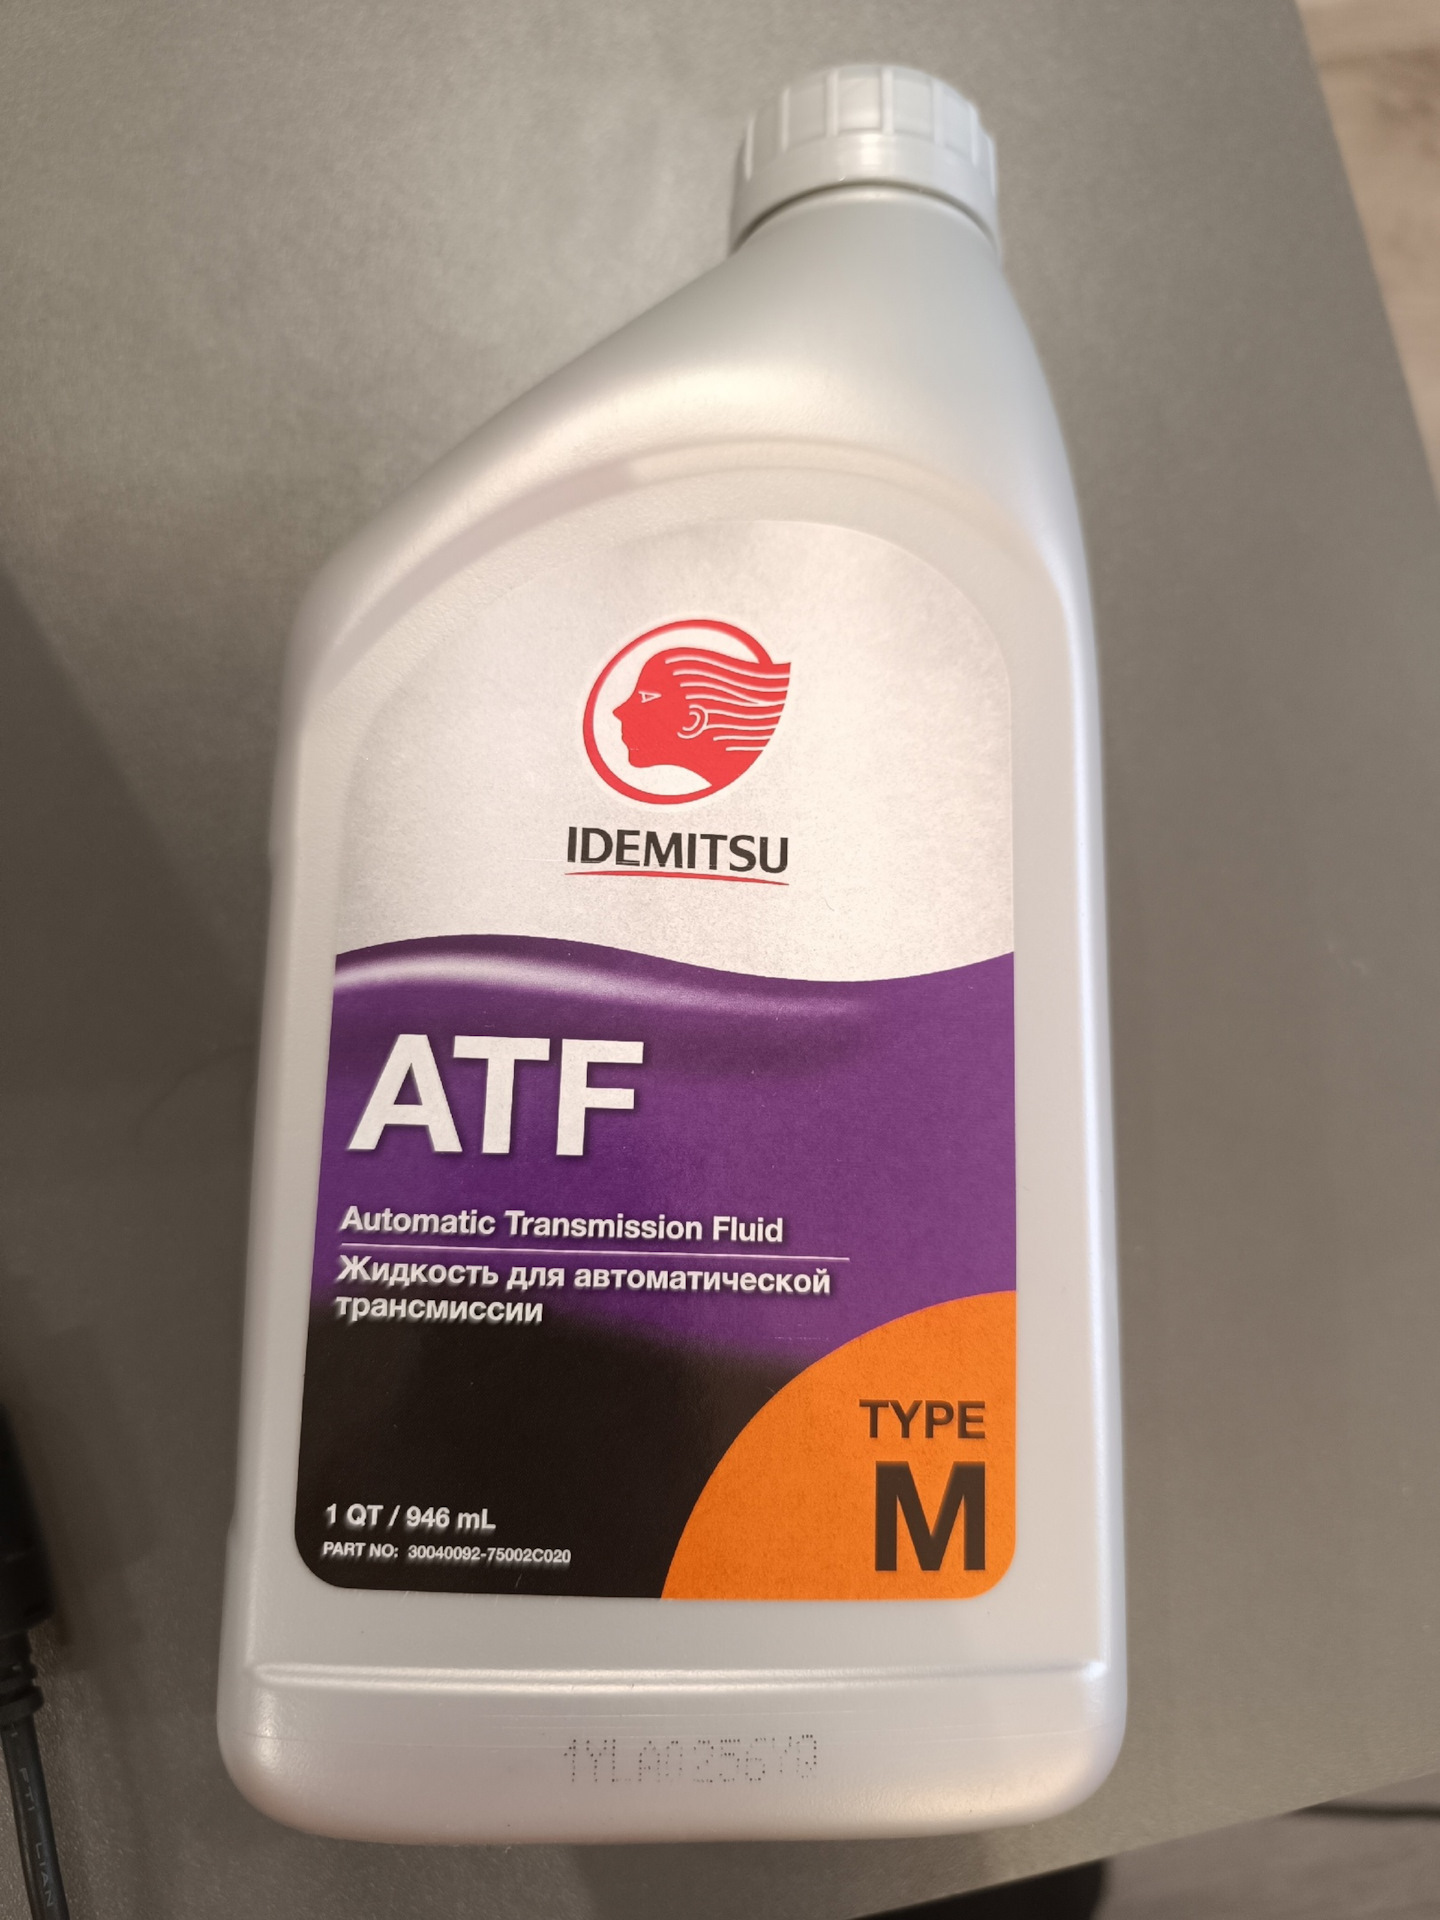 IDEMITSU
ATF
Automatic Transmission Fluid
Жидкость для автоматической
трансмиссии
TYPE
M
1 QT / 946 mL
PART NO: 30040092-75002C020